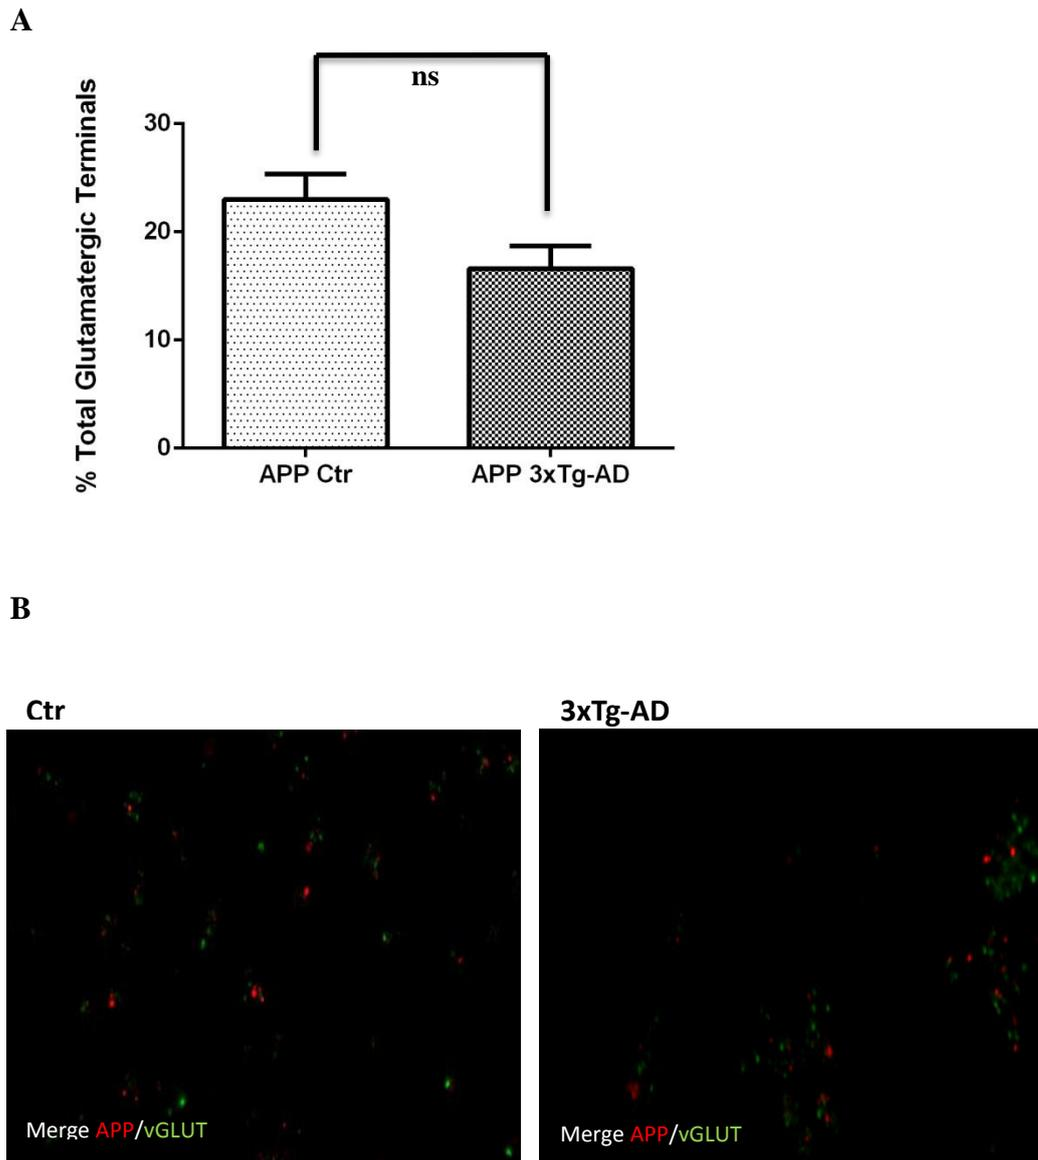 A
ns
% Total Glutamatergic Terminals
30
20
10
0
APP Ctr
APP 3xTg-AD
B
Ctr
3xTg-AD
Merge APP/vGLUT
Merge APP/vGLUT